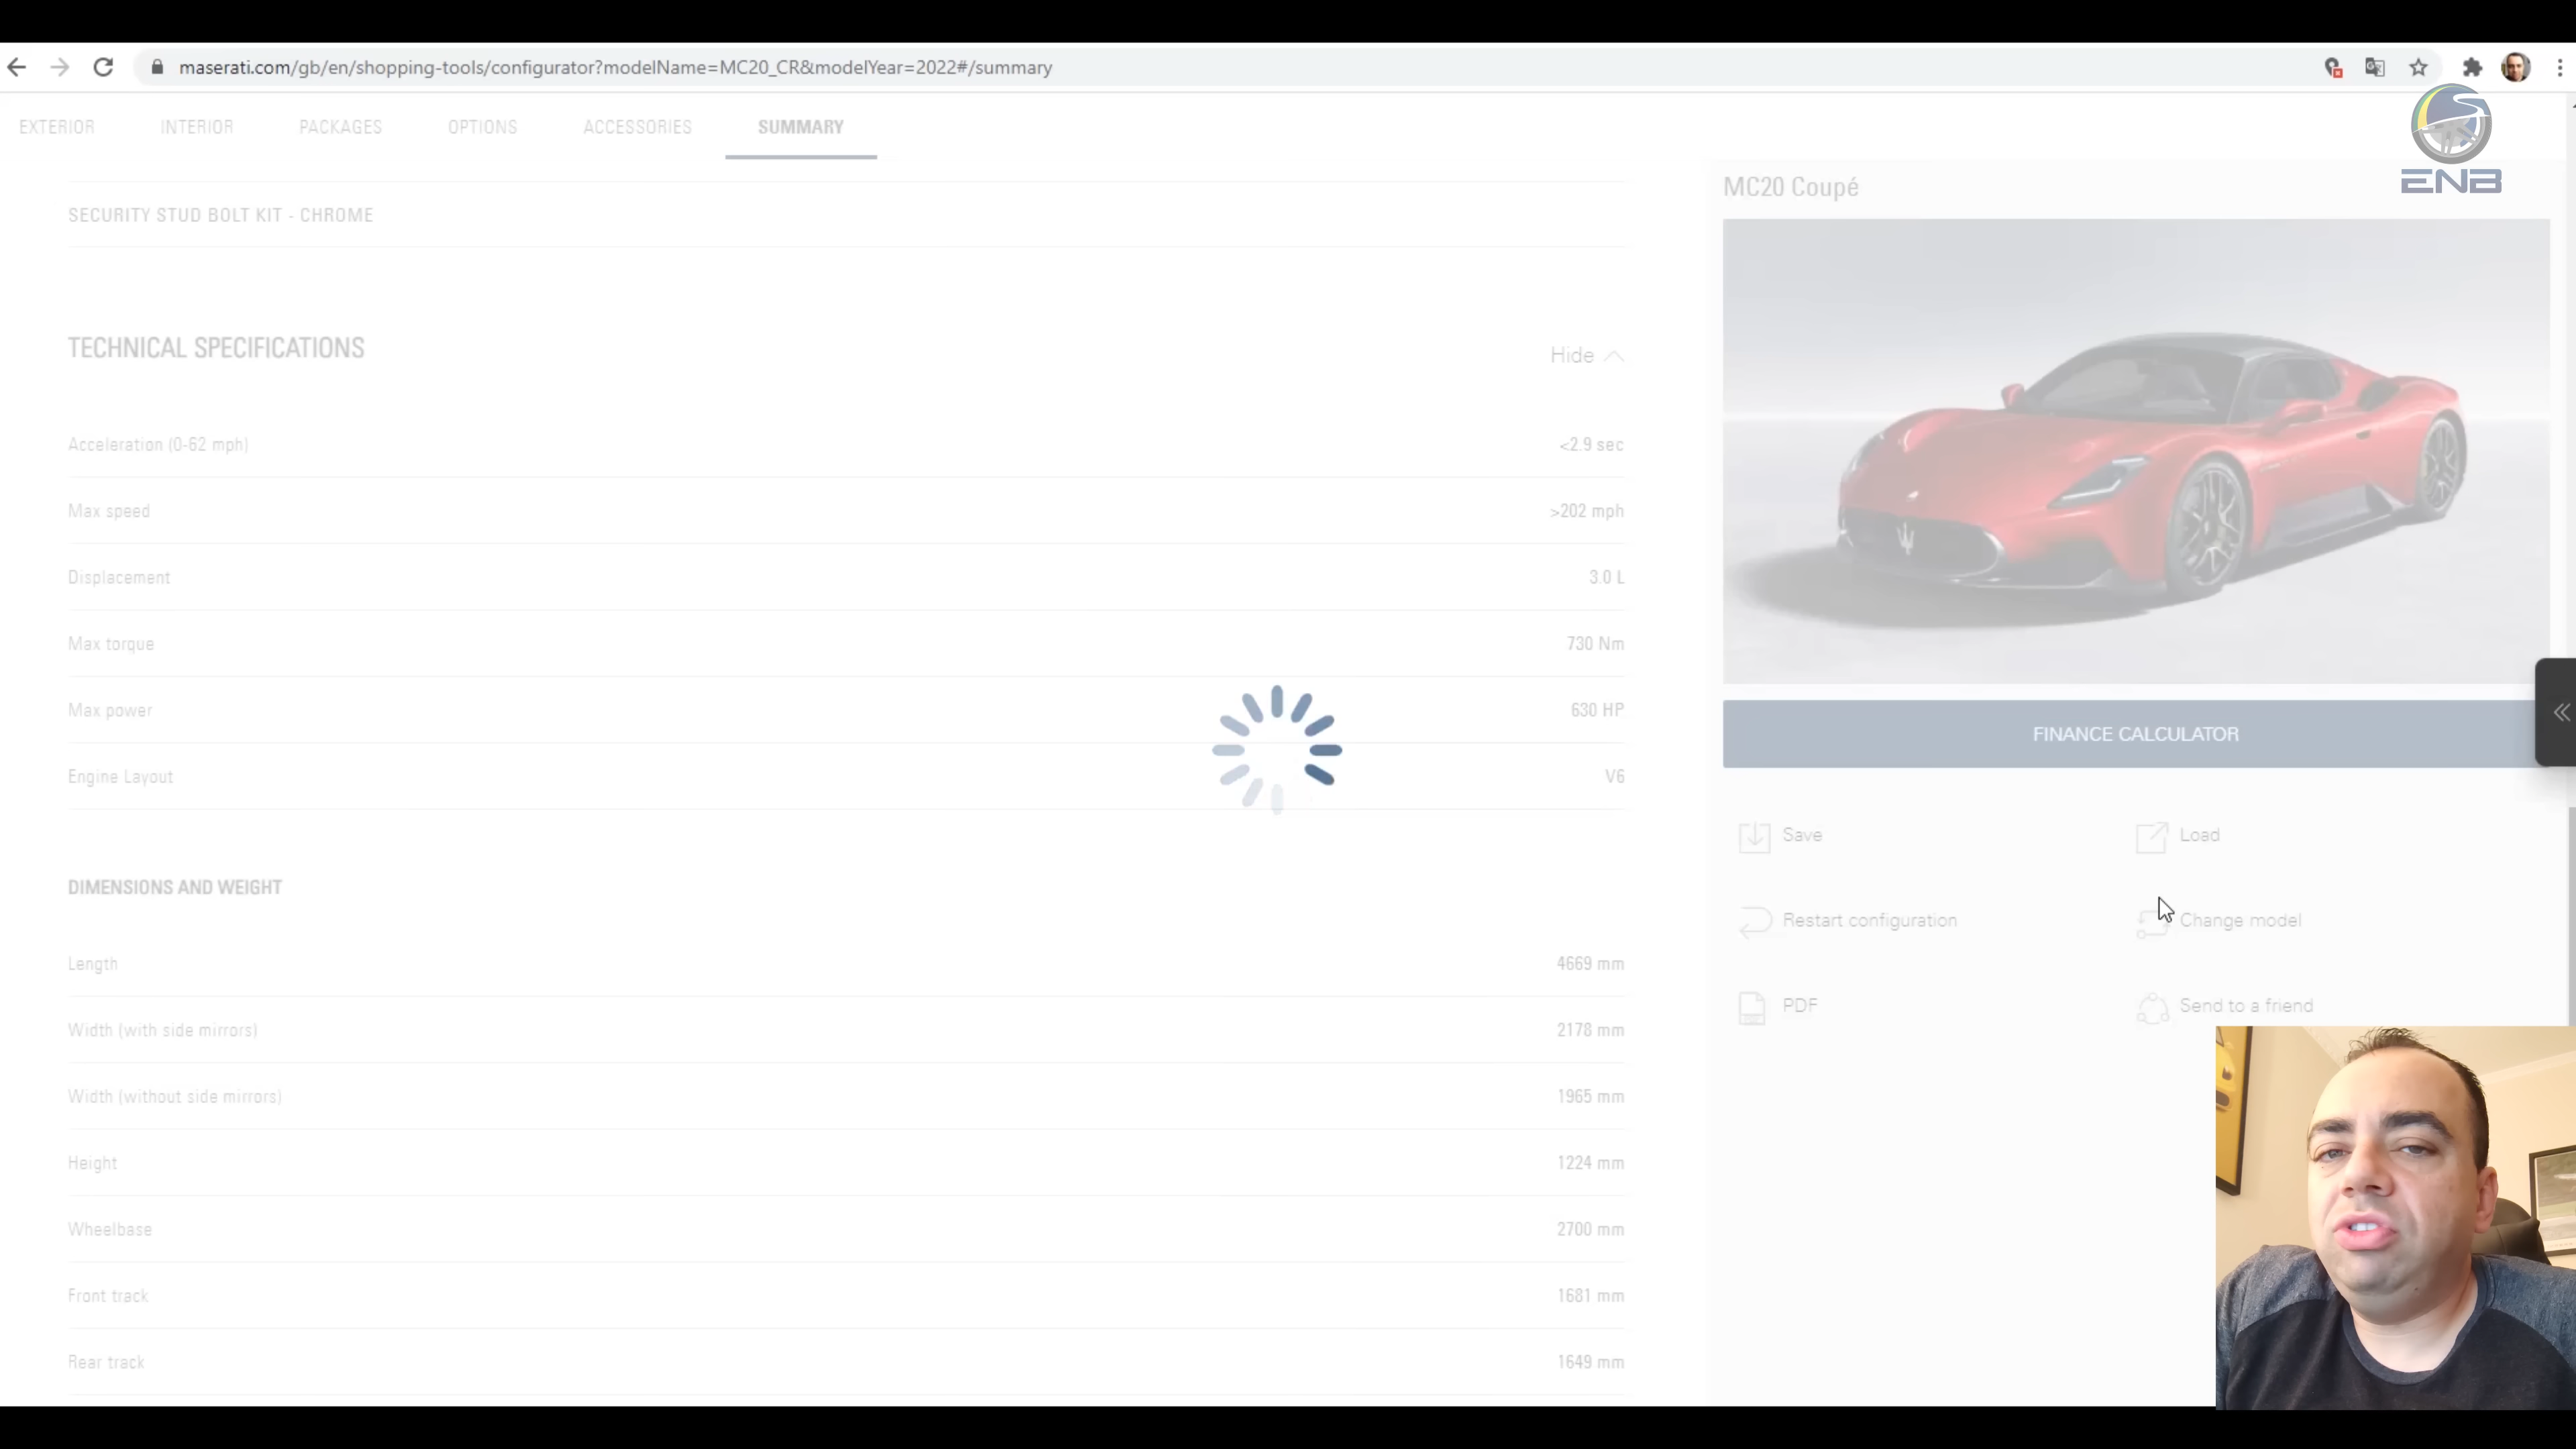 maserati.com/gb/en/shopping-tools/configurator?modelName=MC20_CR&modelYear=2022#/summary
EXTERIOR INTERIOR PACKAGES OPTIONS ACCESSORIES SUMMARY
ENB
MC20 Coupé
SECURITY STUD BOLT KIT - CHROME
TECHNICAL SPECIFICATIONS
Hide
Acceleration (0-62 mph) <2.9 sec
Max speed >202 mph
Displacement 3.0 L
Max torque 730 Nm
Max power 630 HP
Engine Layout V6
DIMENSIONS AND WEIGHT
Length 4669 mm
Width (with side mirrors) 2178 mm
Width (without side mirrors) 1965 mm
Height 1224 mm
Wheelbase 2700 mm
Front track 1681 mm
Rear track 1649 mm
FINANCE CALCULATOR
Save Load
Restart configuration Change model
PDF Send to a friend